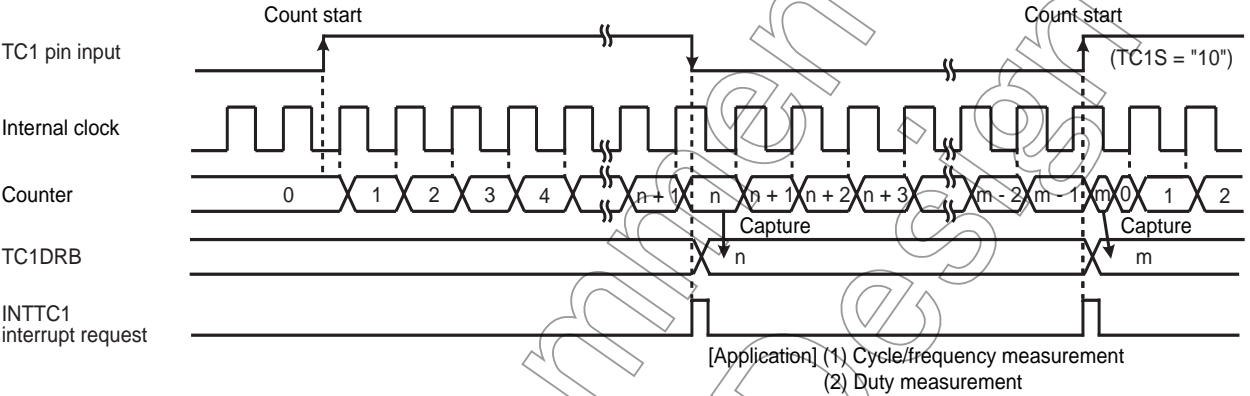 Count start Count start
TC1 pin input
(TC1S = "10")
Internal clock
Counter 0 1 2 3 4 n + 1 n n + 1 n + 2 n + 3 m - 2 m - 1 m 0 1 2
Capture Capture
TC1DRB n m
INTTC1
interrupt request
[Application] (1) Cycle/frequency measurement
(2) Duty measurement